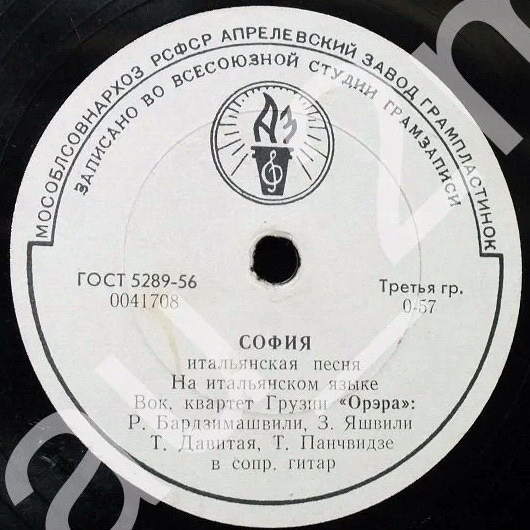 МОСОБЛСОВНАРХОЗ РСФСР АПРЕЛЕВСКИЙ ЗАВОД ГРАМПЛАСТИНОК
ЗАПИСАНО ВО ВСЕСОЮЗНОЙ СТУДИИ ГРАМЗАПИСИ
АЗ
ГОСТ 5289-56
0041708
Третья гр.
0-57
СОФИЯ
итальянская песня
На итальянском языке
Вок. квартет Грузии «Орэра»:
Р. Бардзимашвили, З. Яшвили
Т. Давитая, Т. Панчвидзе
в сопр. гитар